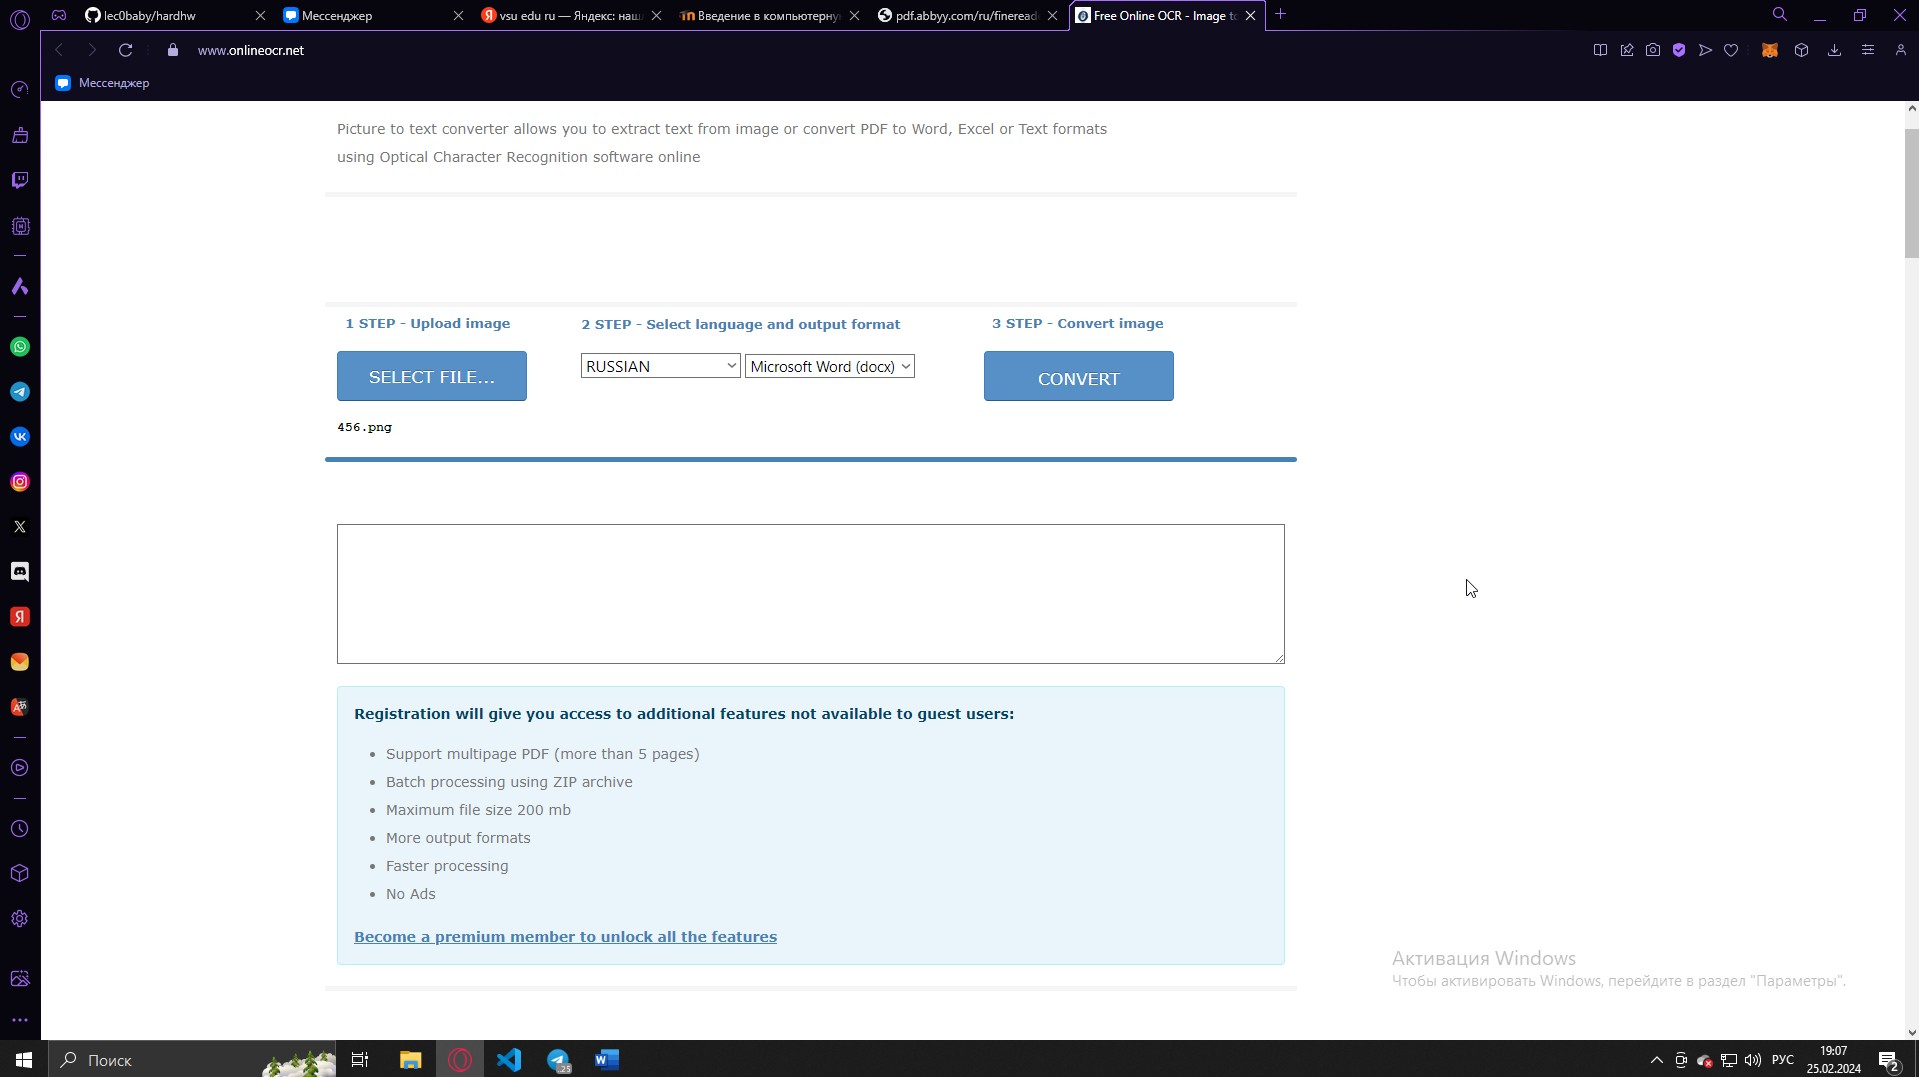 lec0baby/hardhw
Мессенджер
vsu edu ru — Яндекс: наш
Введение в компьютерну
pdf.abbyy.com/ru/fineread
Free Online OCR - Image to
www.onlineocr.net
Мессенджер
Picture to text converter allows you to extract text from image or convert PDF to Word, Excel or Text formats
using Optical Character Recognition software online
1 STEP - Upload image
2 STEP - Select language and output format
3 STEP - Convert image
SELECT FILE...
RUSSIAN
Microsoft Word (docx)
CONVERT
456.png
Registration will give you access to additional features not available to guest users:
Support multipage PDF (more than 5 pages)
Batch processing using ZIP archive
Maximum file size 200 mb
More output formats
Faster processing
No Ads
Become a premium member to unlock all the features
Активация Windows
Чтобы активировать Windows, перейдите в раздел "Параметры".
Поиск
25
РУС
19:07
25.02.2024
2